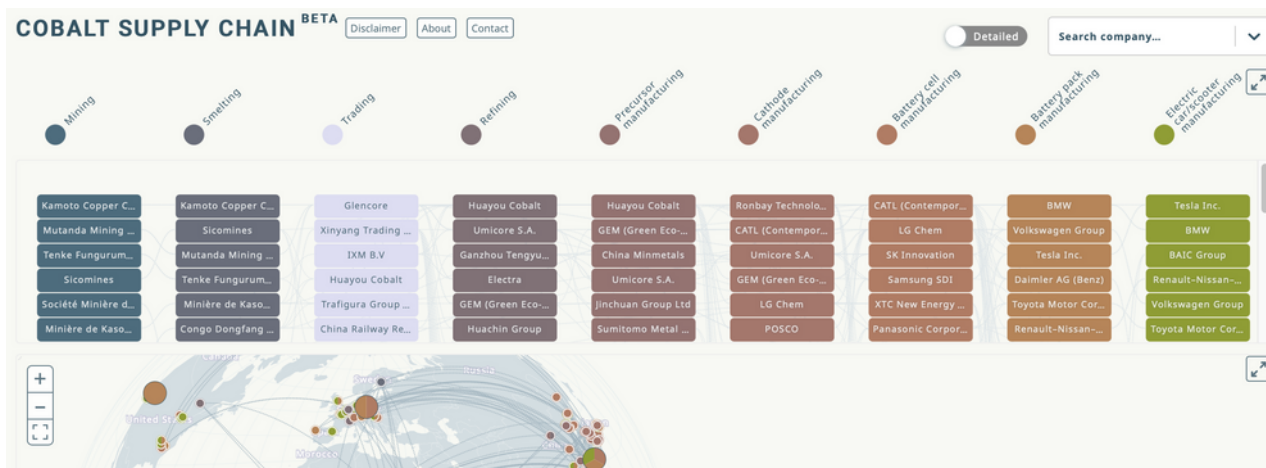 COBALT SUPPLY CHAIN BETA Disclaimer About Contact
Detailed Search company...
Mining Smelting Trading Refining Precursor manufacturing Cathode manufacturing Battery cell manufacturing Battery pack manufacturing Electric car/scooter manufacturing
Kamoto Copper C... Kamoto Copper C... Glencore Huayou Cobalt Huayou Cobalt Ronbay Technolo... CATL (Contempor... BMW Tesla Inc.
Mutanda Mining ... Sicomines Xinyang Trading ... Umicore S.A. GEM (Green Eco-... CATL (Contempor... LG Chem Volkswagen Group BMW
Tenke Fungurum... Mutanda Mining ... IXM B.V Ganzhou Tengyu... China Minmetals Umicore S.A. SK Innovation Tesla Inc. BAIC Group
Sicomines Tenke Fungurum... Huayou Cobalt Electra Umicore S.A. GEM (Green Eco-... Samsung SDI Daimler AG (Benz) Renault–Nissan–...
Société Minière d... Minière de Kaso... Trafigura Group ... GEM (Green Eco-... Jinchuan Group Ltd LG Chem XTC New Energy ... Toyota Motor Cor... Volkswagen Group
Minière de Kaso... Congo Dongfang ... China Railway Re... Huachin Group Sumitomo Metal ... POSCO Panasonic Corpor... Renault–Nissan–... Toyota Motor Cor...
Canada
Russia
United States
Morocco